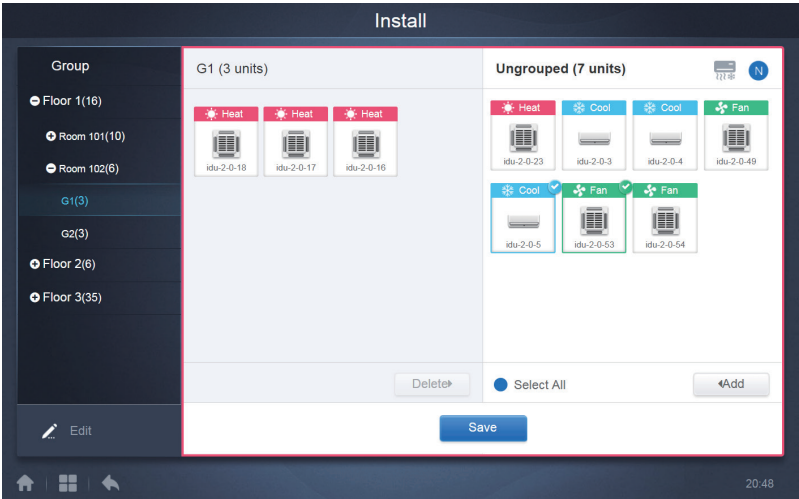 Install
Group
Floor 1(16)
Room 101(10)
Room 102(6)
G1(3)
G2(3)
Floor 2(6)
Floor 3(35)
Edit
G1 (3 units)
Heat Heat Heat
idu-2-0-18 idu-2-0-17 idu-2-0-16
Delete
Ungrouped (7 units) N
Heat Cool Cool Fan
idu-2-0-23 idu-2-0-3 idu-2-0-4 idu-2-0-49
Cool Fan Fan
idu-2-0-5 idu-2-0-53 idu-2-0-54
Select All Add
Save
20:48